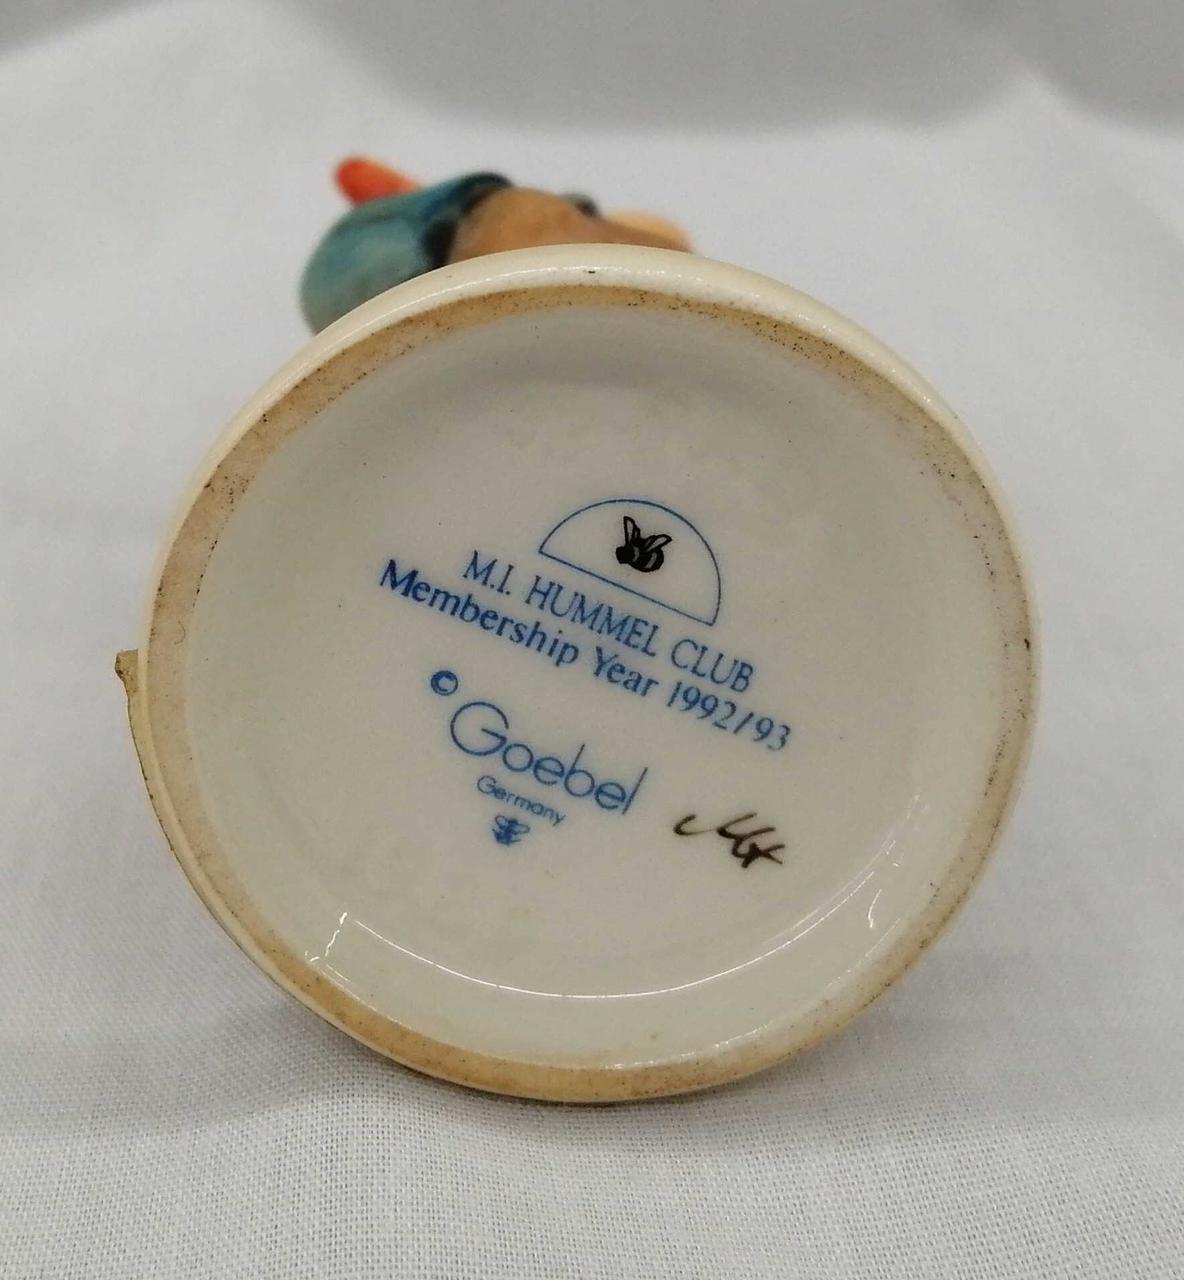 M.I. HUMMEL CLUB
Membership Year 1992/93
© Goebel
Germany